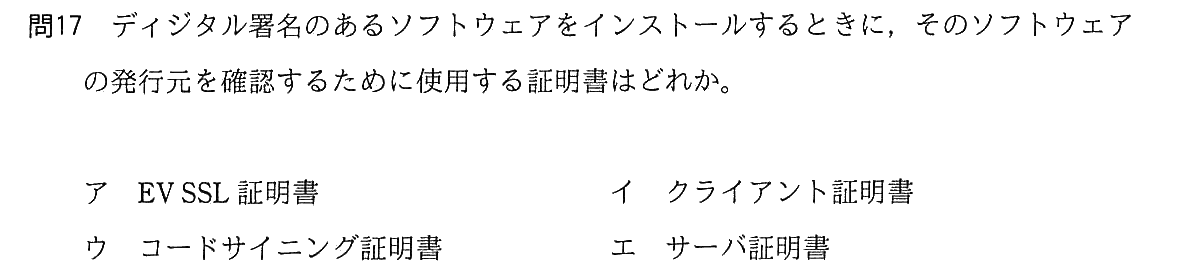 問17 ディジタル署名のあるソフトウェアをインストールするときに，そのソフトウェア
の発行元を確認するために使用する証明書はどれか。
ア EV SSL 証明書 イ クライアント証明書
ウ コードサイニング証明書 エ サーバ証明書